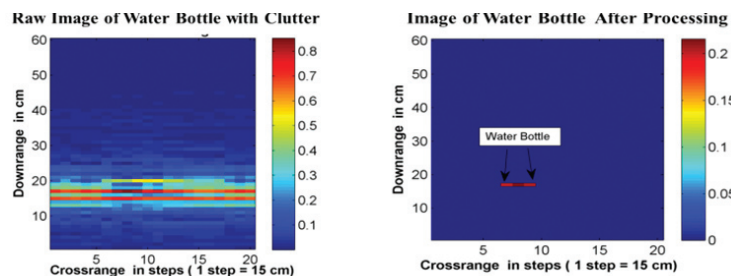 Raw Image of Water Bottle with Clutter
60
50
40
30
20
10
Downrange in cm
5 10 15 20
Crossrange in steps ( 1 step = 15 cm)
0.8
0.7
0.6
0.5
0.4
0.3
0.2
0.1
Image of Water Bottle After Processing
60
50
40
30
20
10
Downrange in cm
Water Bottle
5 10 15 20
Crossrange in steps ( 1 step = 15 cm)
0.2
0.15
0.1
0.05
0